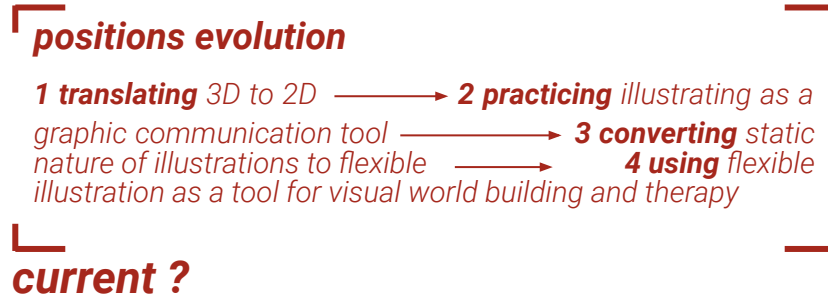 positions evolution
1 translating 3D to 2D 2 practicing illustrating as a
graphic communication tool 3 converting static
nature of illustrations to flexible 4 using flexible
illustration as a tool for visual world building and therapy
current ?